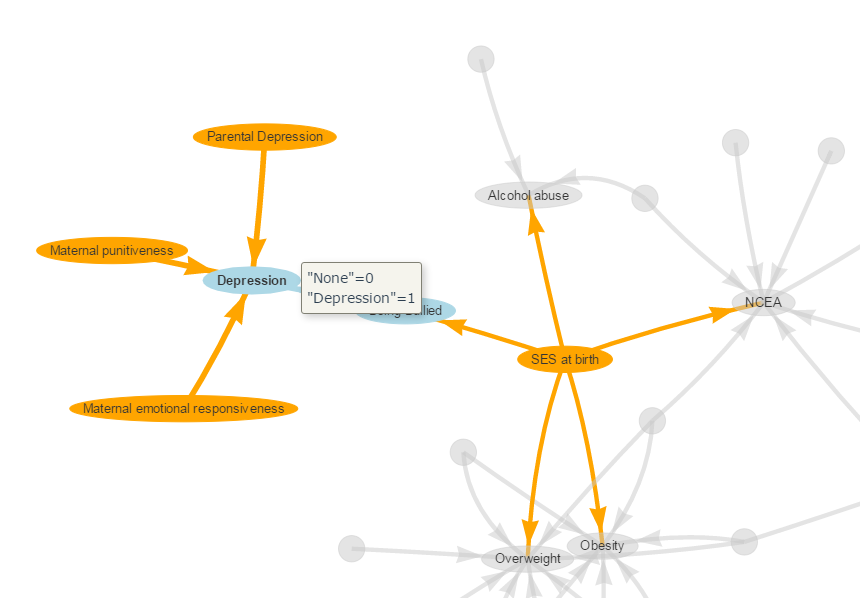 Parental Depression
Alcohol abuse
Maternal punitiveness
Depression
"None"=0
"Depression"=1
NCEA
SES at birth
Maternal emotional responsiveness
Obesity
Overweight